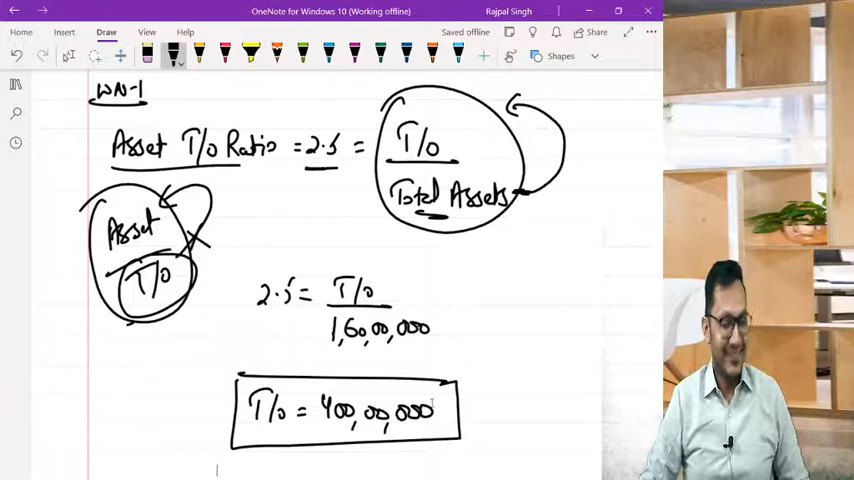 OneNote for Windows 10 (Working offline)
Rajpal Singh
Home Insert Draw View Help Saved offline Share
Shapes
WN-1
Asset T/o Ratio = 2.5 = T/o
Total Assets
Asset
T/o
2.5 = T/o
1,60,00,000
T/o = 400,00,000